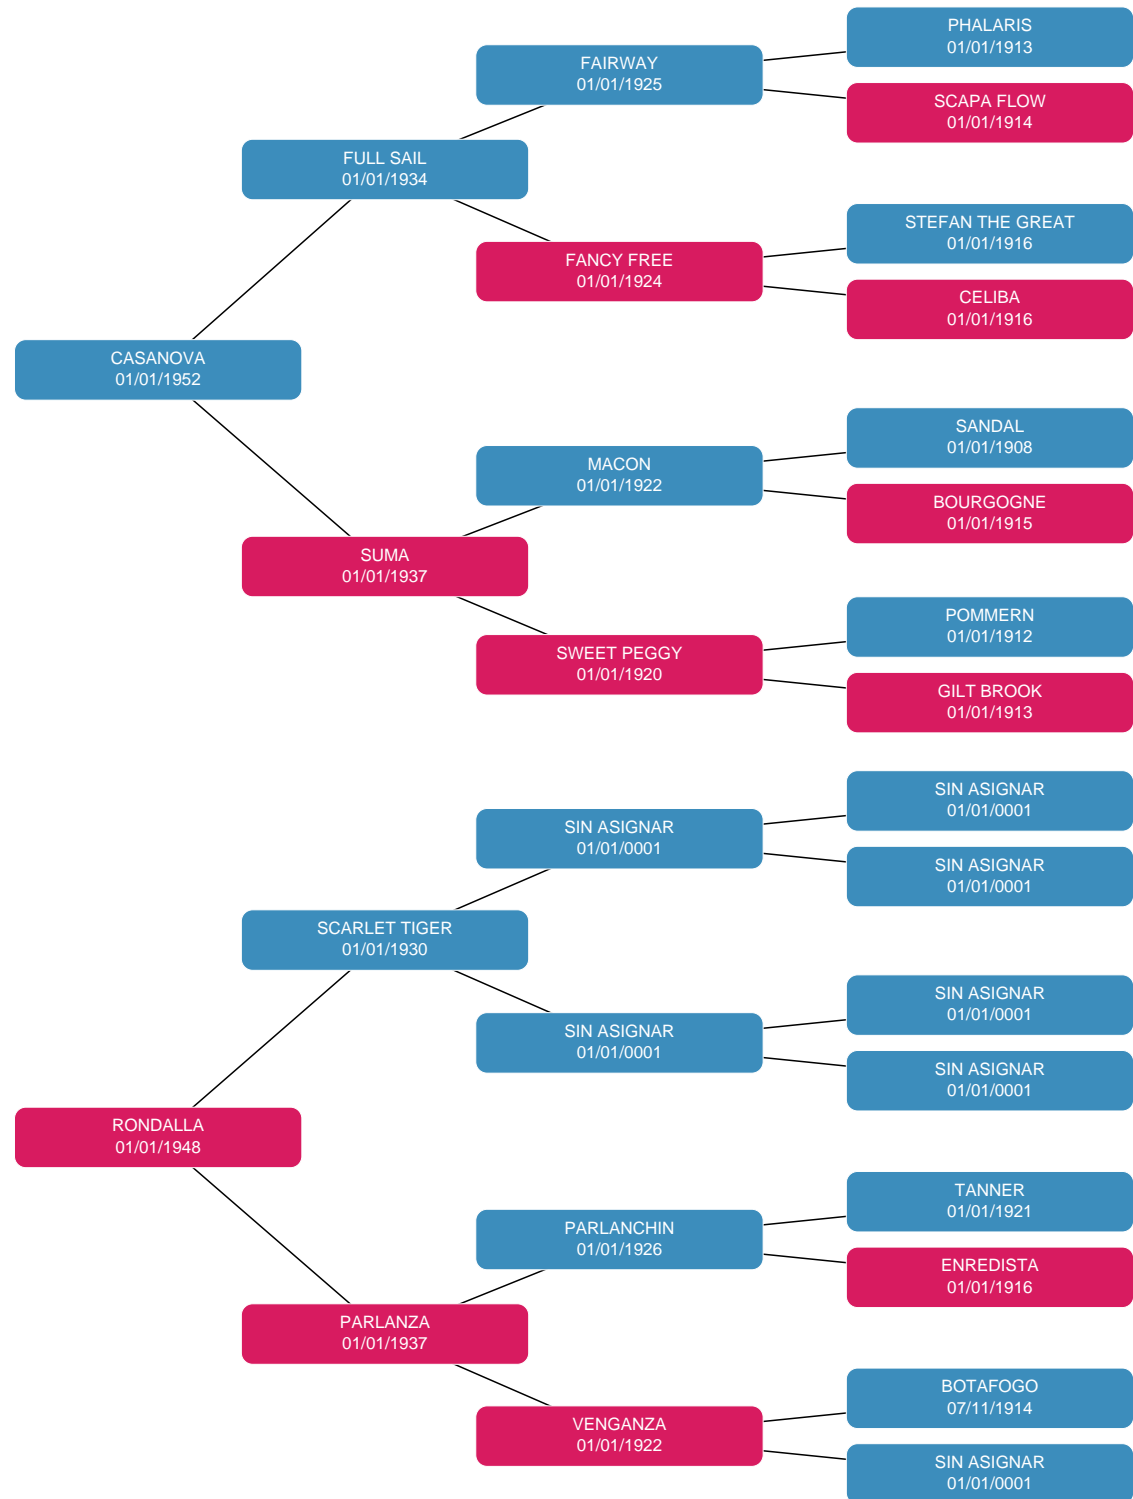 PHALARIS
01/01/1913
FAIRWAY
01/01/1925
SCAPA FLOW
01/01/1914
FULL SAIL
01/01/1934
STEFAN THE GREAT
01/01/1916
FANCY FREE
01/01/1924
CELIBA
01/01/1916
CASANOVA
01/01/1952
SANDAL
01/01/1908
MACON
01/01/1922
BOURGOGNE
01/01/1915
SUMA
01/01/1937
POMMERN
01/01/1912
SWEET PEGGY
01/01/1920
GILT BROOK
01/01/1913
SIN ASIGNAR
01/01/0001
SIN ASIGNAR
01/01/0001
SIN ASIGNAR
01/01/0001
SCARLET TIGER
01/01/1930
SIN ASIGNAR
01/01/0001
SIN ASIGNAR
01/01/0001
SIN ASIGNAR
01/01/0001
RONDALLA
01/01/1948
TANNER
01/01/1921
PARLANCHIN
01/01/1926
ENREDISTA
01/01/1916
PARLANZA
01/01/1937
BOTAFOGO
07/11/1914
VENGANZA
01/01/1922
SIN ASIGNAR
01/01/0001